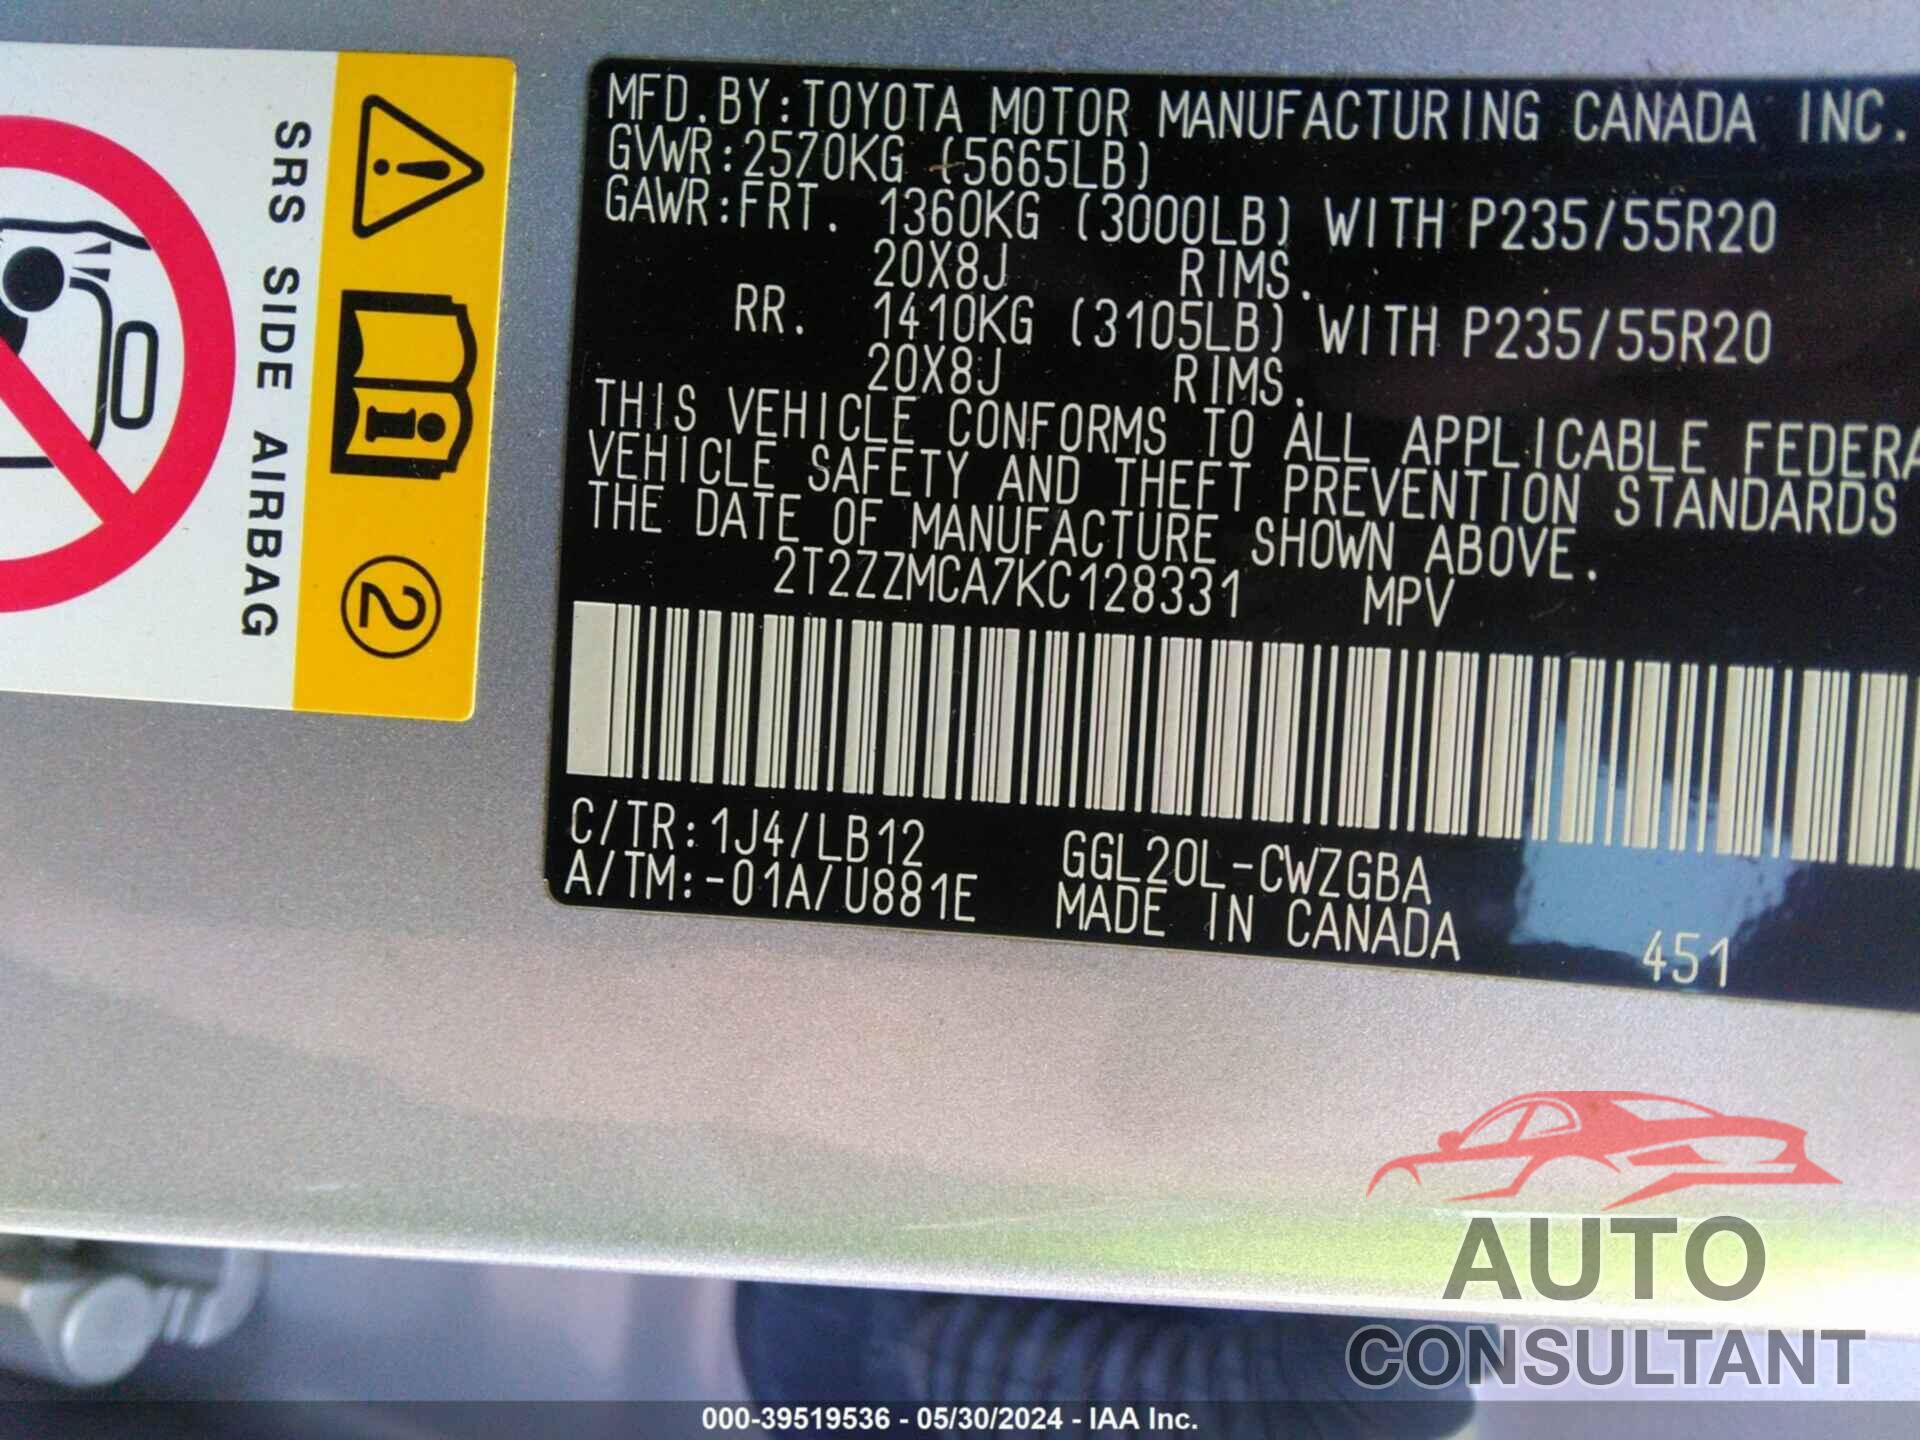 SRS SIDE AIRBAG
2
MFD.BY:TOYOTA MOTOR MANUFACTURING CANADA INC.
GVWR:2570KG (5665LB)
GAWR:FRT. 1360KG (3000LB) WITH P235/55R20
20X8J RIMS.
RR. 1410KG (3105LB) WITH P235/55R20
20X8J RIMS.
THIS VEHICLE CONFORMS TO ALL APPLICABLE FEDERA
VEHICLE SAFETY AND THEFT PREVENTION STANDARDS
THE DATE OF MANUFACTURE SHOWN ABOVE.
2T2ZZMCA7KC128331 MPV
C/TR:1J4/LB12 GGL20L-CWZGBA
A/TM:-01A/U881E MADE IN CANADA
451
AUTO
CONSULTANT
000-39519536 - 05/30/2024 - IAA Inc.